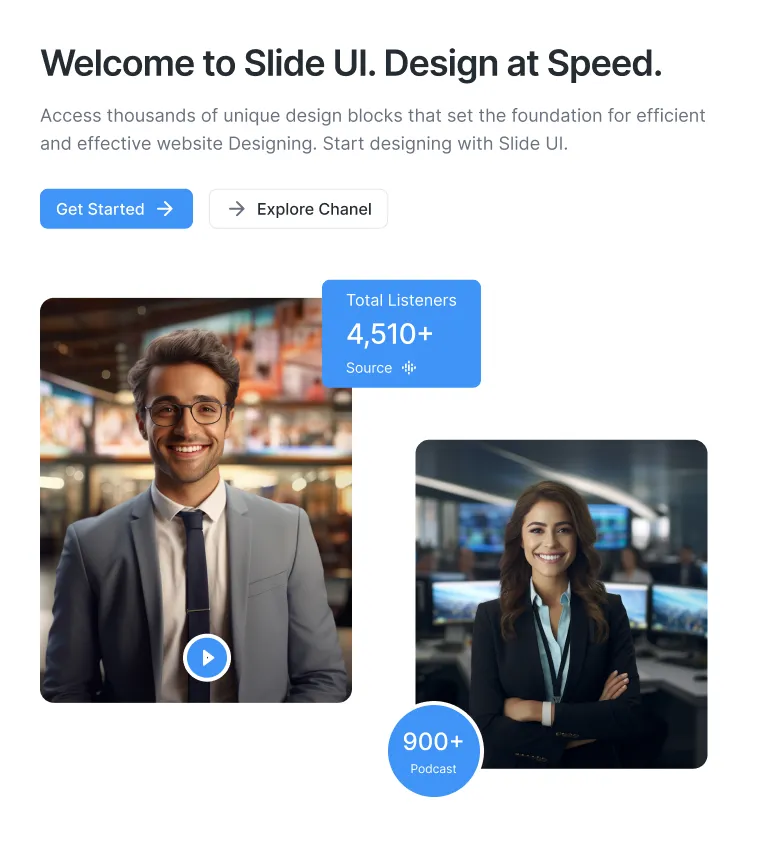 Welcome to Slide UI. Design at Speed.
Access thousands of unique design blocks that set the foundation for efficient
and effective website Designing. Start designing with Slide UI.
Get Started
Explore Chanel
Total Listeners
4,510+
Source
900+
Podcast